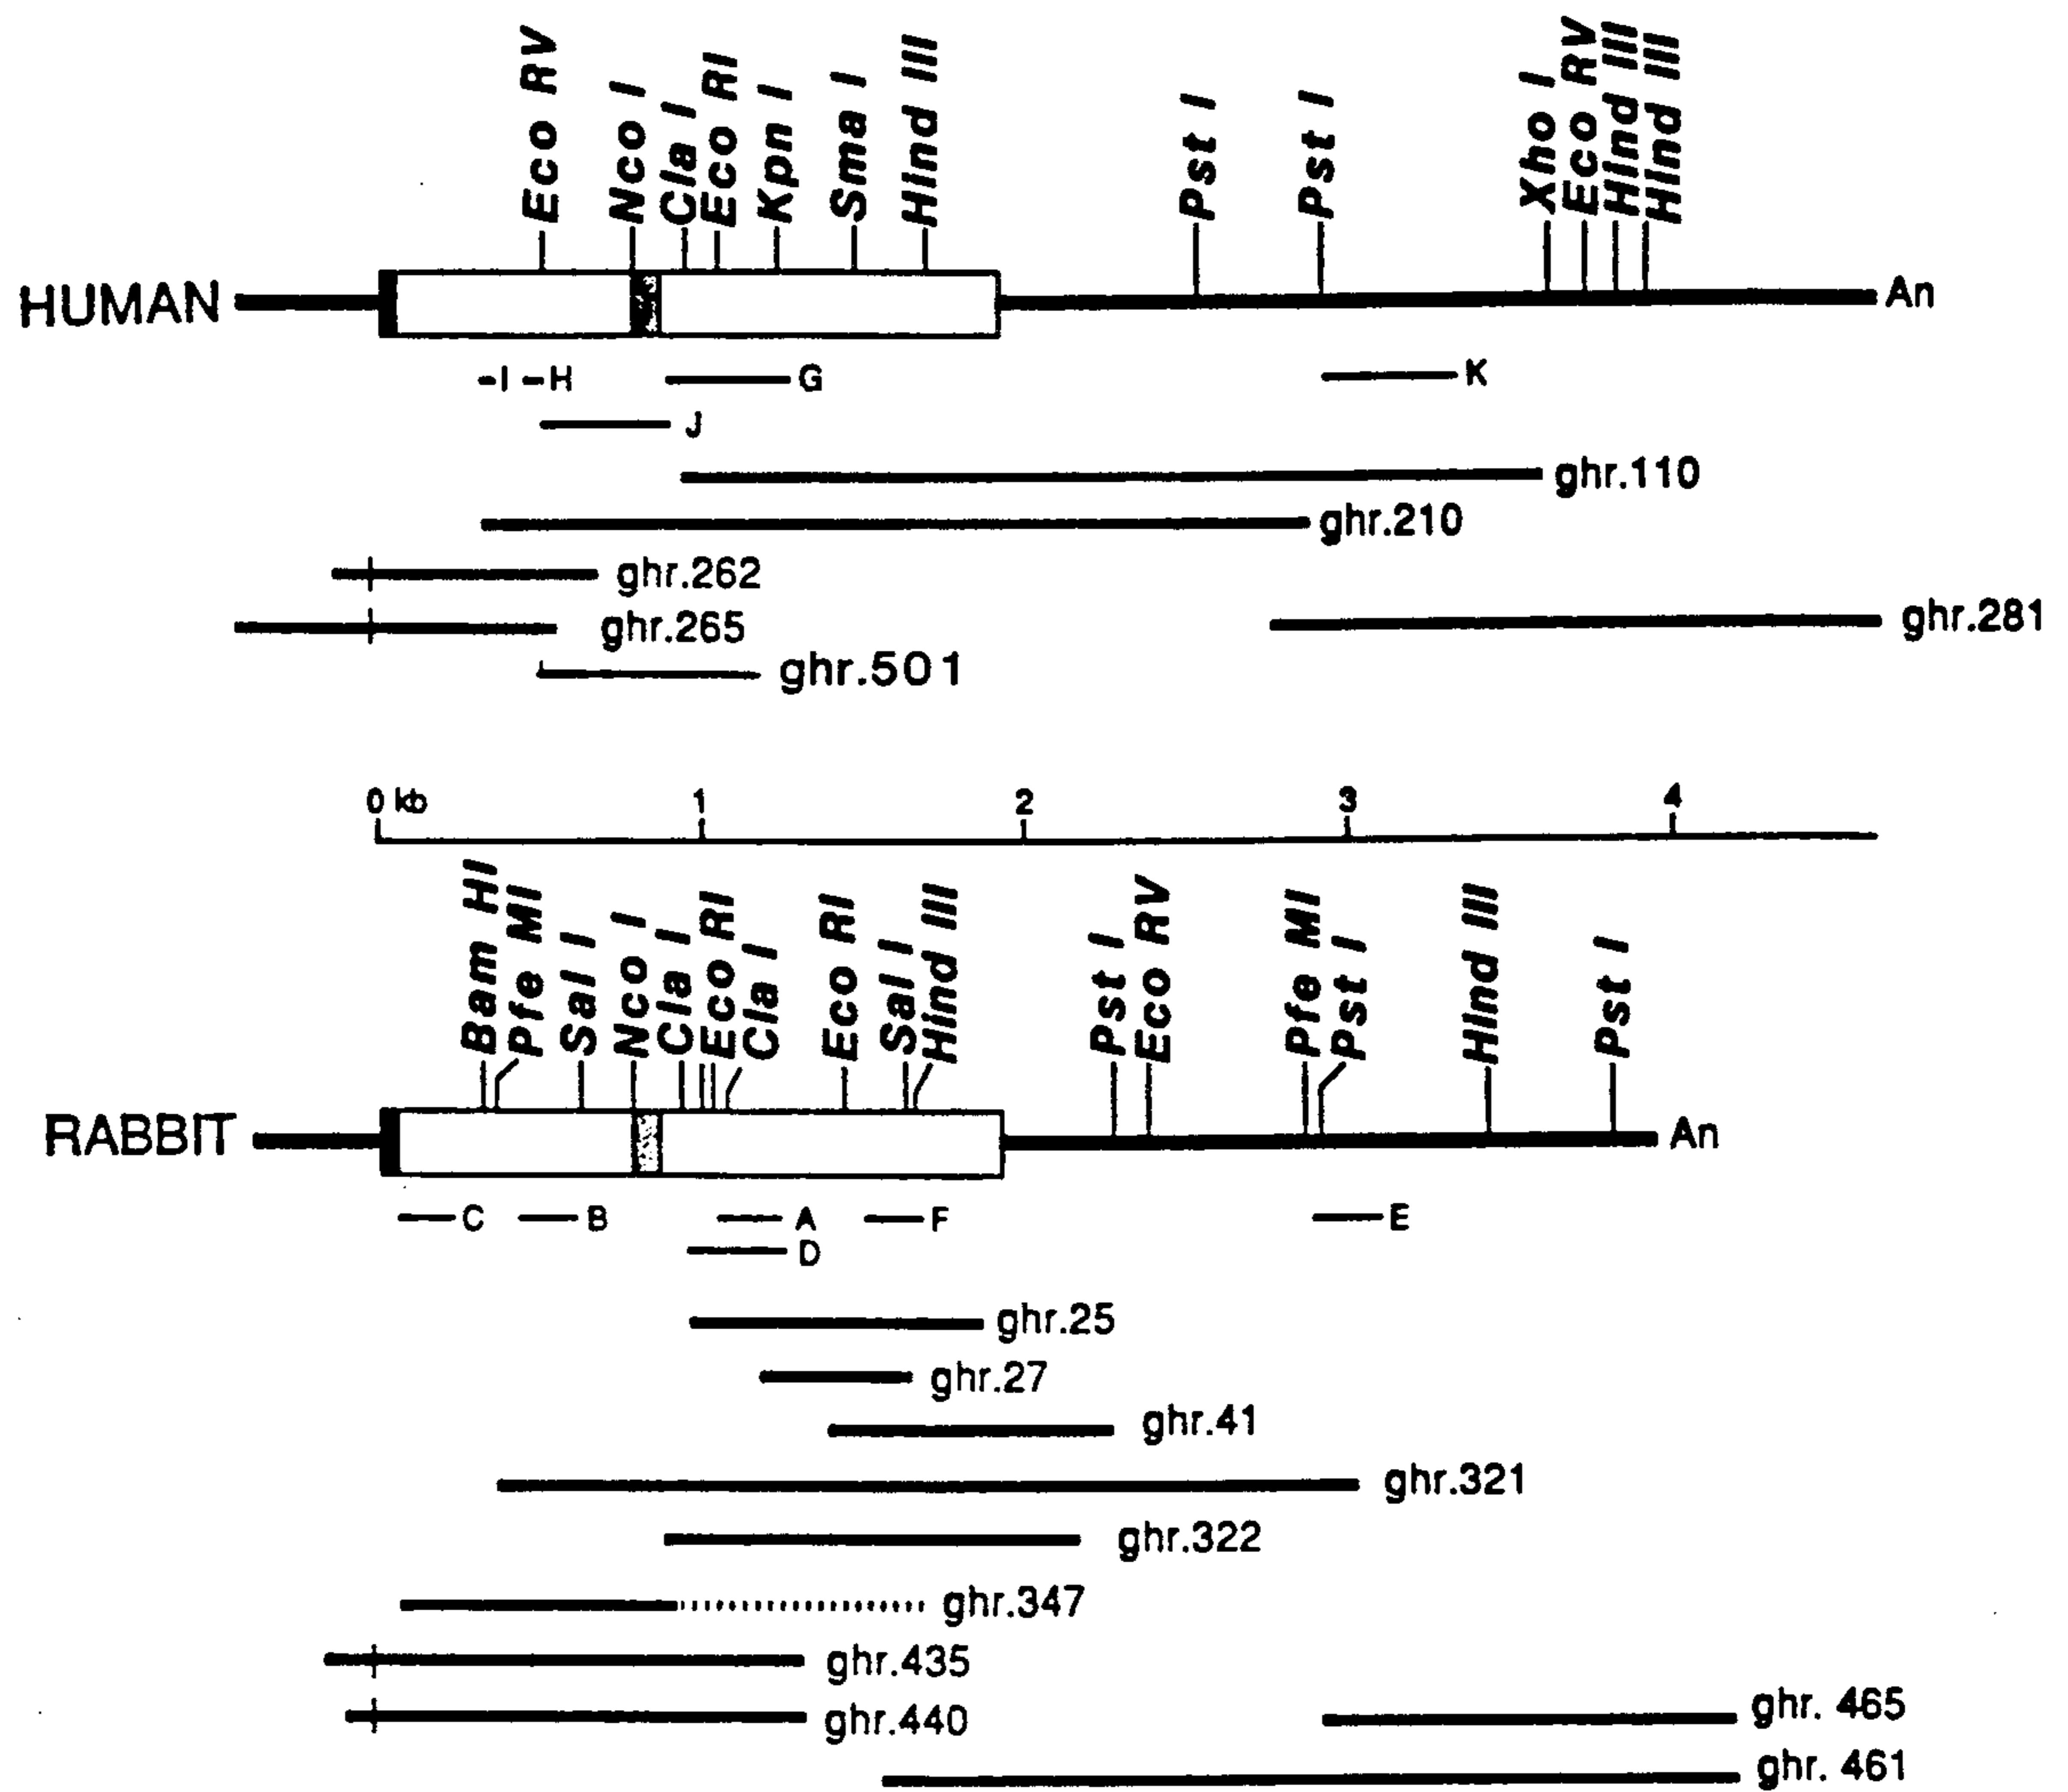 Eco RV
Nco I
Cla I
Eco RI
Kpn I
Sma I
Hind III
Pst I
Pst I
Xho I
Eco RV
Hind III
Hind III
HUMAN
An
I
H
G
K
J
ghr.110
ghr.210
ghr.262
ghr.265
ghr.281
ghr.501
0 kb
1
2
3
4
Bam HI
Pfe MI
Sal I
Nco I
Cla I
Eco RI
Cla I
Eco RI
Sal I
Hind III
Pst I
Eco RV
Pfe MI
Pst I
Hind III
Pst I
RABBIT
An
C
B
A
F
E
D
ghr.25
ghr.27
ghr.41
ghr.321
ghr.322
ghr.347
ghr.435
ghr.440
ghr. 465
ghr. 461